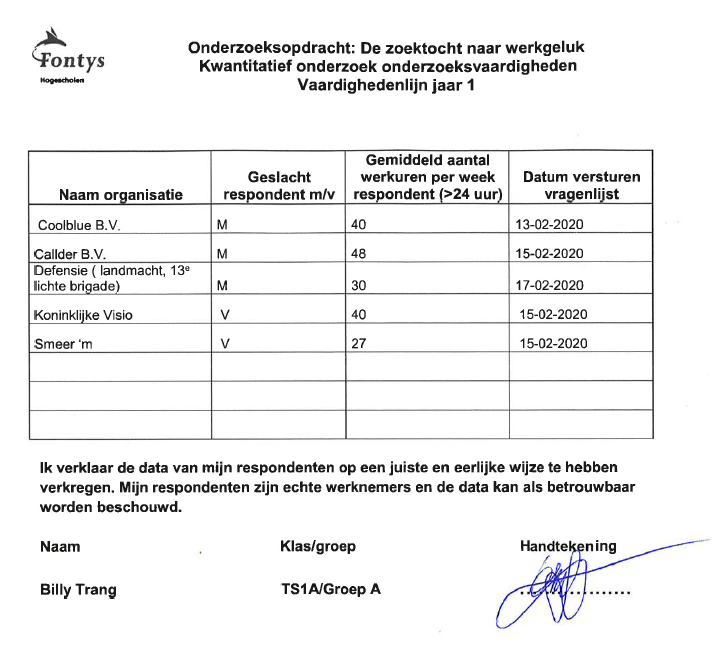 Fontys
Hogescholen
Onderzoeksopdracht: De zoektocht naar werkgeluk
Kwantitatief onderzoek onderzoeksvaardigheden
Vaardighedenlijn jaar 1
Naam organisatie | Geslacht respondent m/v | Gemiddeld aantal werkuren per week respondent (>24 uur) | Datum versturen vragenlijst
Coolblue B.V. | M | 40 | 13-02-2020
Callder B.V. | M | 48 | 15-02-2020
Defensie ( landmacht, 13e lichte brigade) | M | 30 | 17-02-2020
Koninklijke Visio | V | 40 | 15-02-2020
Smeer ‘m | V | 27 | 15-02-2020
Ik verklaar de data van mijn respondenten op een juiste en eerlijke wijze te hebben
verkregen. Mijn respondenten zijn echte werknemers en de data kan als betrouwbaar
worden beschouwd.
Naam Klas/groep Handtekening
Billy Trang TS1A/Groep A